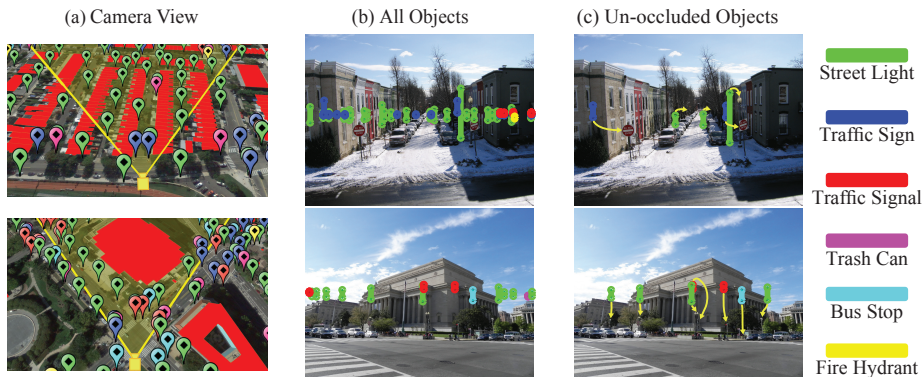 (a) Camera View
(b) All Objects
(c) Un-occluded Objects
Street Light
Traffic Sign
Traffic Signal
Trash Can
Bus Stop
Fire Hydrant